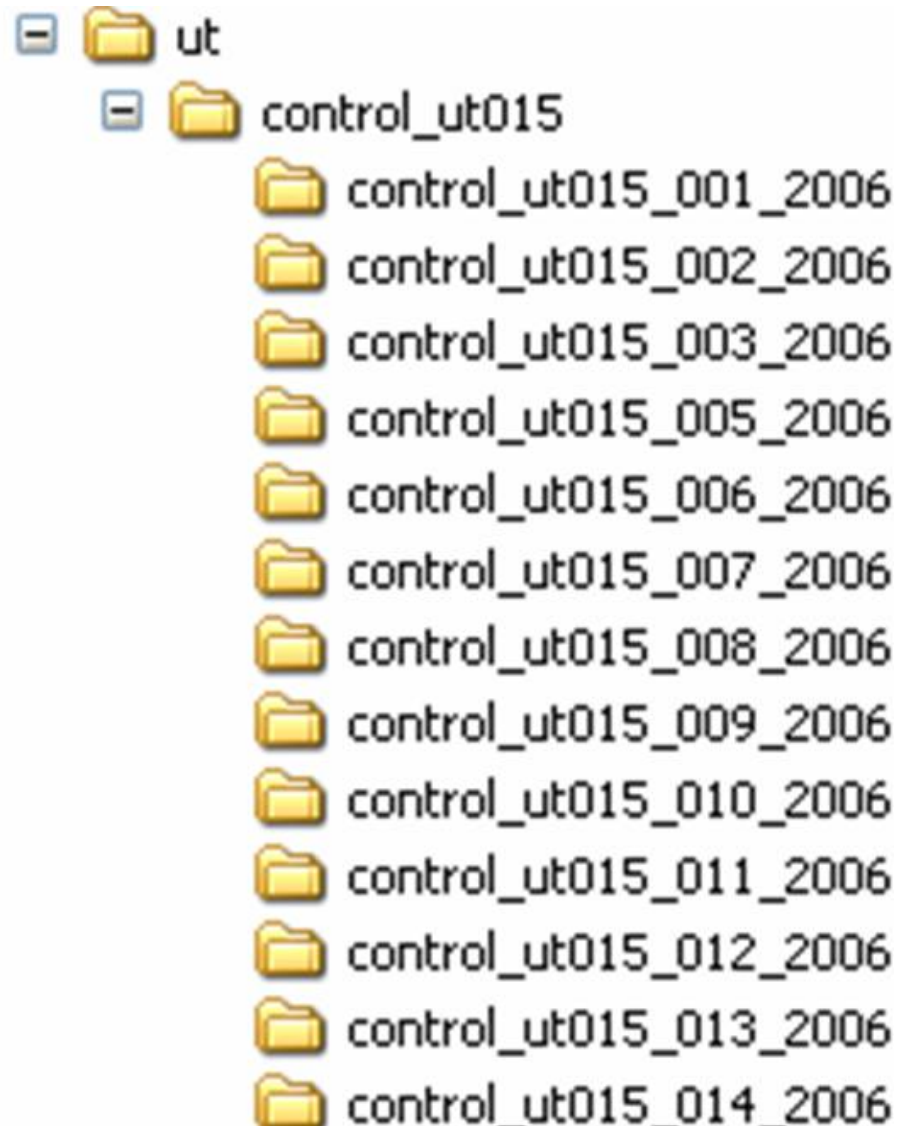 ut
control_ut015
control_ut015_001_2006
control_ut015_002_2006
control_ut015_003_2006
control_ut015_005_2006
control_ut015_006_2006
control_ut015_007_2006
control_ut015_008_2006
control_ut015_009_2006
control_ut015_010_2006
control_ut015_011_2006
control_ut015_012_2006
control_ut015_013_2006
control_ut015_014_2006